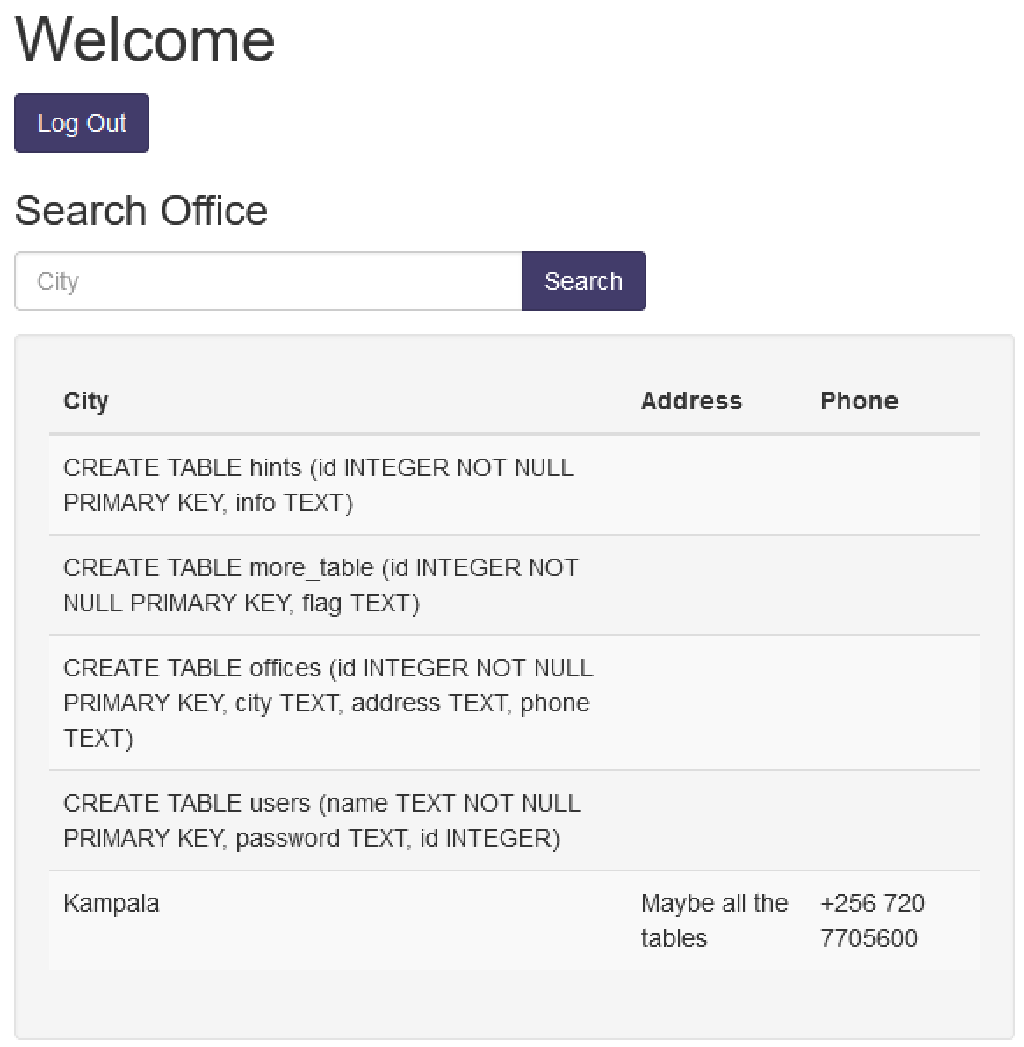 Welcome
Log Out
Search Office
City
Search
City Address Phone
CREATE TABLE hints (id INTEGER NOT NULL
PRIMARY KEY, info TEXT)
CREATE TABLE more_table (id INTEGER NOT
NULL PRIMARY KEY, flag TEXT)
CREATE TABLE offices (id INTEGER NOT NULL
PRIMARY KEY, city TEXT, address TEXT, phone
TEXT)
CREATE TABLE users (name TEXT NOT NULL
PRIMARY KEY, password TEXT, id INTEGER)
Kampala Maybe all the +256 720
tables 7705600